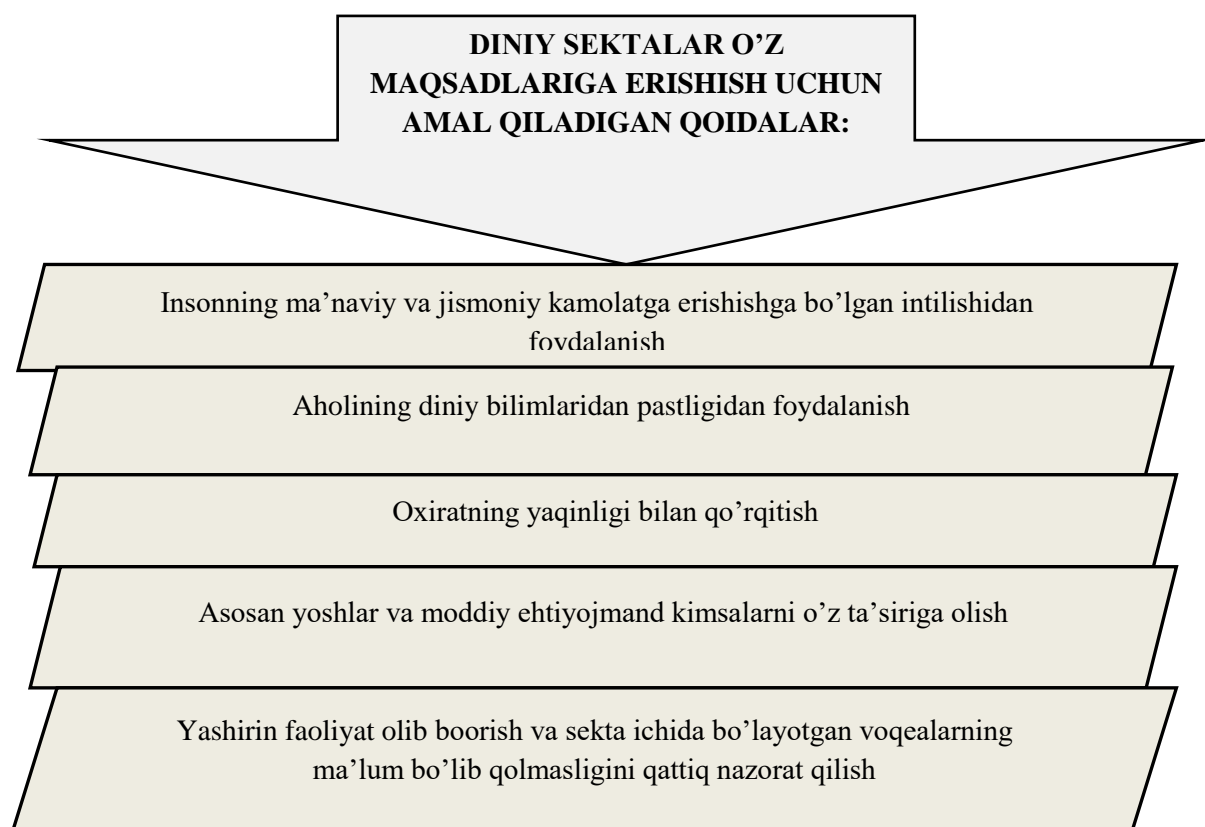 DINIY SEKTALAR O’Z
MAQSADLARIGA ERISHISH UCHUN
AMAL QILADIGAN QOIDALAR:
Insonning ma’naviy va jismoniy kamolatga erishishga bo’lgan intilishidan
foydalanish
Aholining diniy bilimlaridan pastligidan foydalanish
Oxiratning yaqinligi bilan qo’rqitish
Asosan yoshlar va moddiy ehtiyojmand kimsalarni o’z ta’siriga olish
Yashirin faoliyat olib boorish va sekta ichida bo’layotgan voqealarning
ma’lum bo’lib qolmasligini qattiq nazorat qilish